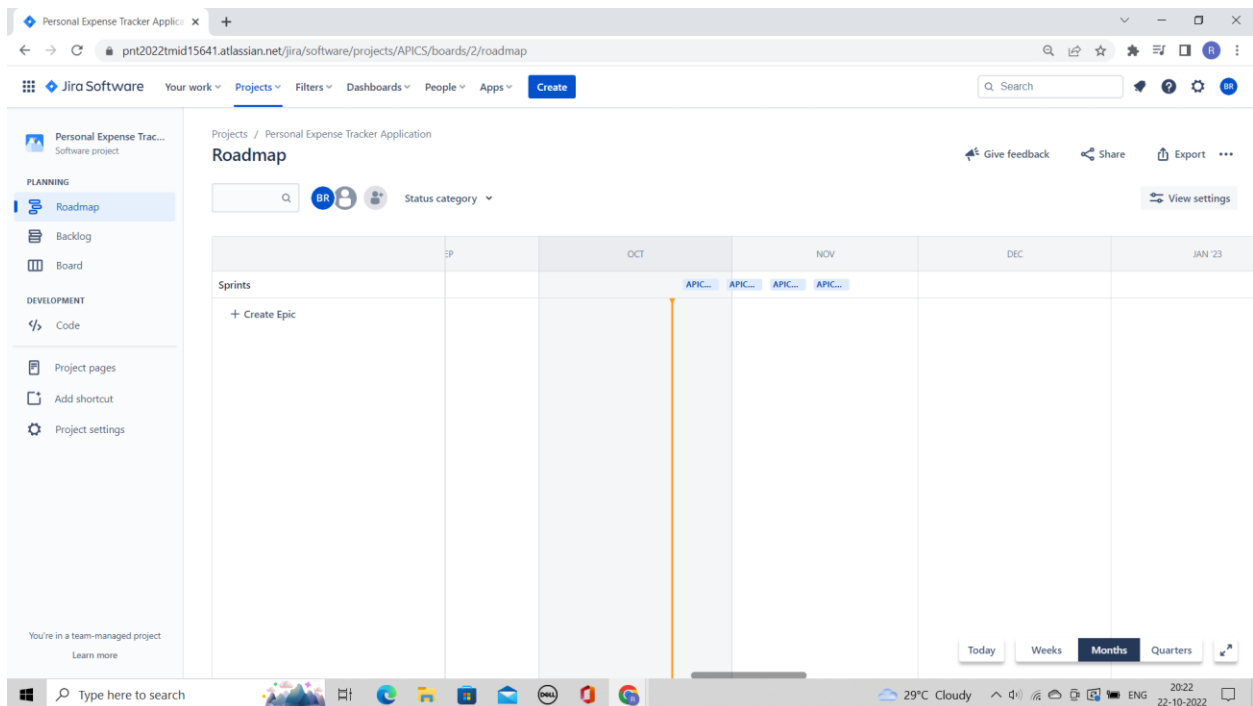 Personal Expense Tracker Applica
pnt2022tmid15641.atlassian.net/jira/software/projects/APICS/boards/2/roadmap
R
Jira Software Your work Projects Filters Dashboards People Apps Create Search BR
Personal Expense Trac...
Software project
Projects / Personal Expense Tracker Application
Roadmap
Give feedback Share Export
PLANNING
BR Status category View settings
Roadmap
Backlog
Board
EP OCT NOV DEC JAN '23
Sprints APIC... APIC... APIC... APIC...
+ Create Epic
DEVELOPMENT
Code
Project pages
Add shortcut
Project settings
You're in a team-managed project
Learn more
Today Weeks Months Quarters
Type here to search DELL 29°C Cloudy ENG 20:22
22-10-2022